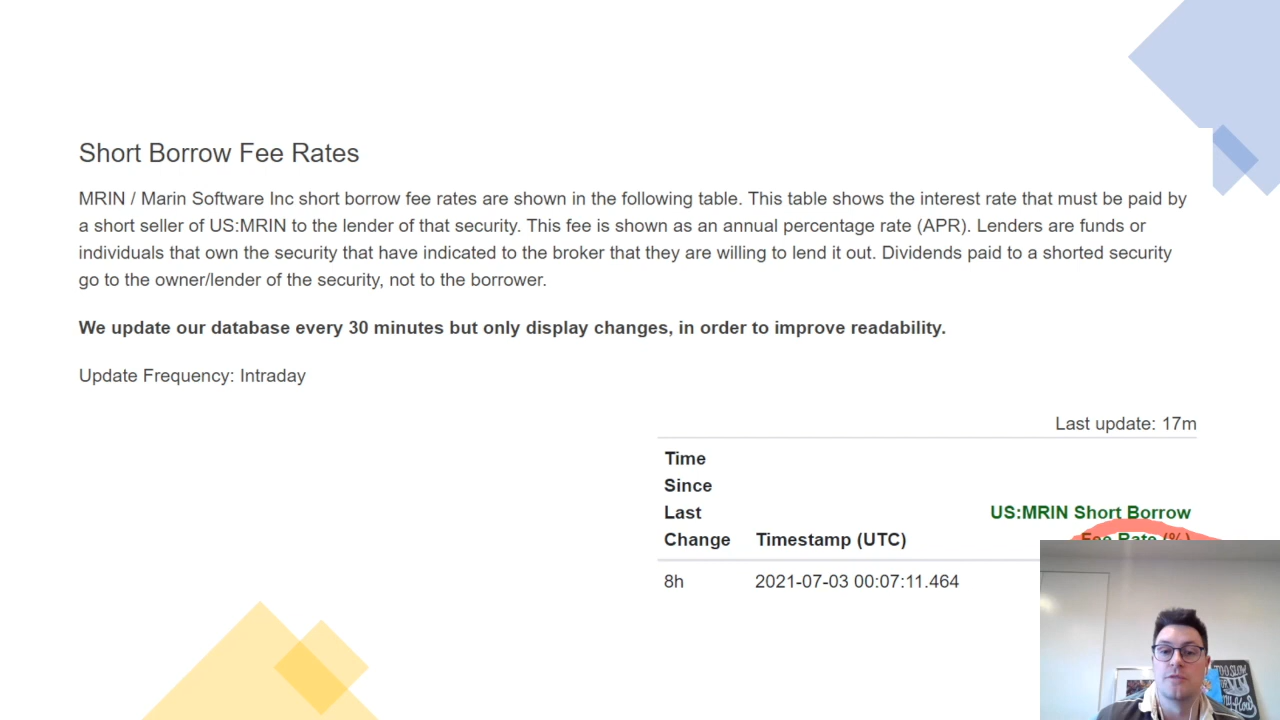 Short Borrow Fee Rates
MRIN / Marin Software Inc short borrow fee rates are shown in the following table. This table shows the interest rate that must be paid by
a short seller of US:MRIN to the lender of that security. This fee is shown as an annual percentage rate (APR). Lenders are funds or
individuals that own the security that have indicated to the broker that they are willing to lend it out. Dividends paid to a shorted security
go to the owner/lender of the security, not to the borrower.
We update our database every 30 minutes but only display changes, in order to improve readability.
Update Frequency: Intraday
Last update: 17m
Time
Since
Last
Change
Timestamp (UTC)
US:MRIN Short Borrow
Fee Rate (%)
8h
2021-07-03 00:07:11.464
TOO SLOW